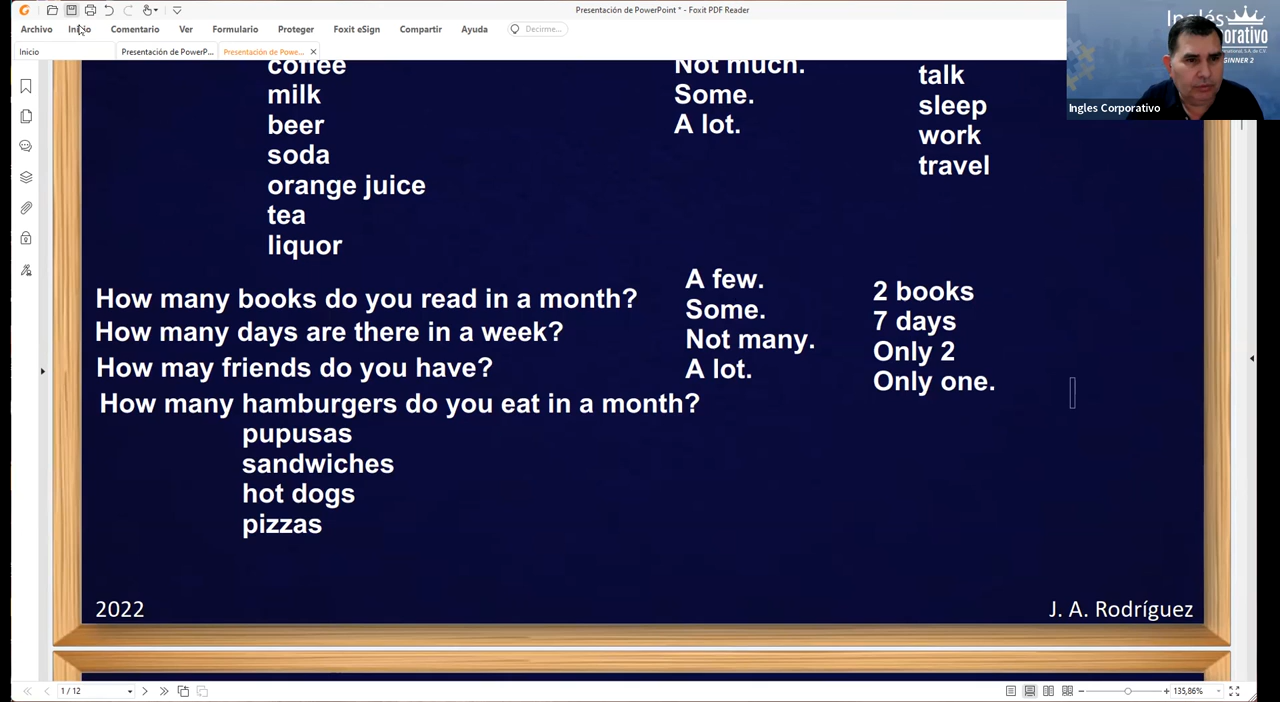 Presentación de PowerPoint * - Foxit PDF Reader
Archivo Inicio Comentario Ver Formulario Proteger Foxit eSign Compartir Ayuda Decirme...
Inicio Presentación de PowerP... Presentación de Powe...
Inglés
orativo
GINNER 2
Ingles Corporativo
coffee
milk
beer
soda
orange juice
tea
liquor
Not much.
Some.
A lot.
talk
sleep
work
travel
How many books do you read in a month?
How many days are there in a week?
How may friends do you have?
How many hamburgers do you eat in a month?
pupusas
sandwiches
hot dogs
pizzas
A few.
Some.
Not many.
A lot.
2 books
7 days
Only 2
Only one.
2022
J. A. Rodríguez
1 / 12
135,86%